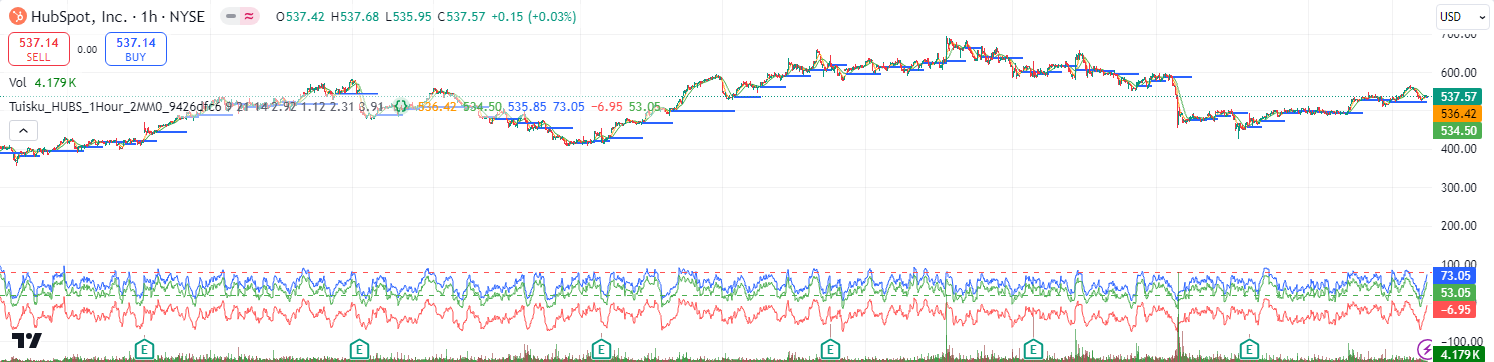 HubSpot, Inc. · 1h · NYSE O537.42 H537.68 L535.95 C537.57 +0.15 (+0.03%)
USD
700.00
537.14 0.00 537.14
SELL BUY
600.00
Vol 4.179 K
537.57
Tuisku_HUBS_1Hour_2MM0_9426dfc6 9 21 14 2.92 1.12 2.31 3.91 536.42 534.50 535.85 73.05 −6.95 53.05
536.42
534.50
400.00
300.00
200.00
100.00
73.05
53.05
−6.95
−100.00
E E E E E E
4.179 K